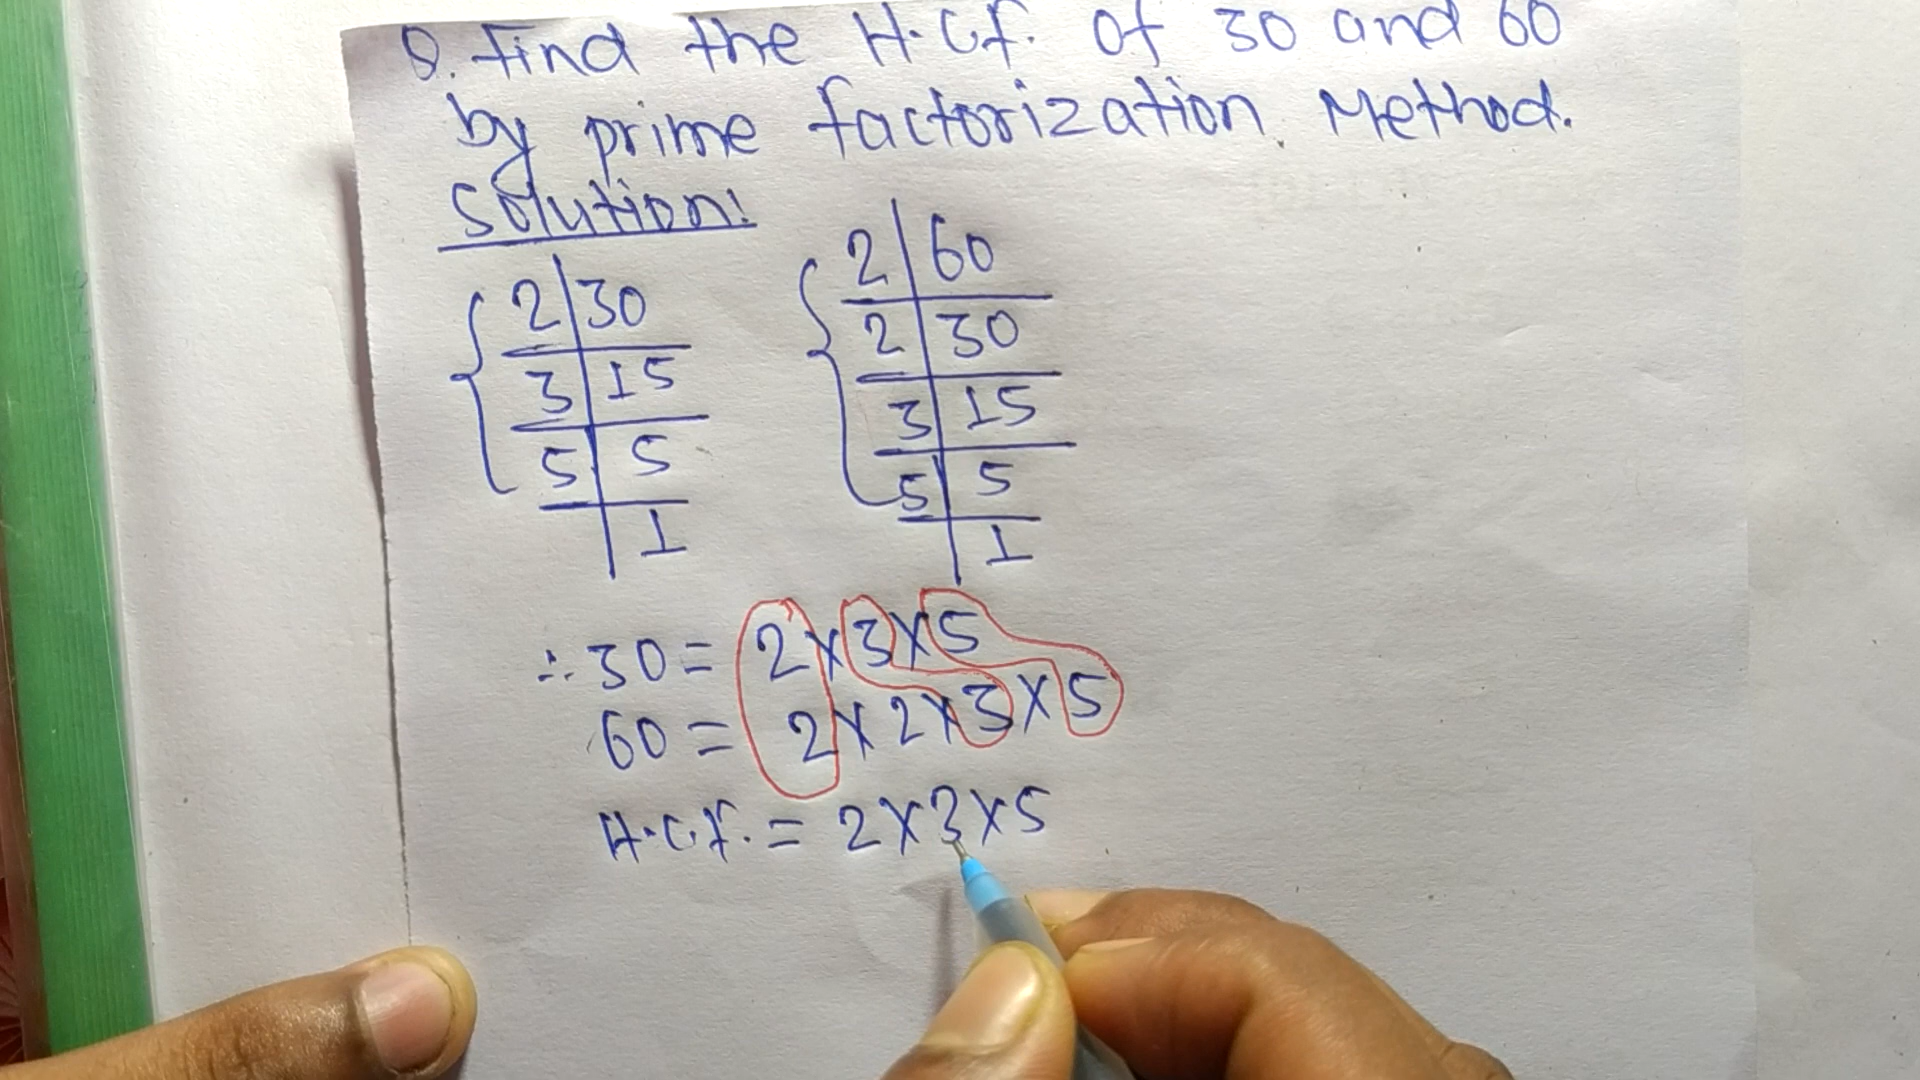 Q. Find the H.C.F. of 30 and 60
by prime factorization Method.
Solution:
2 | 30
3 | 15
5 | 5
1
2 | 60
2 | 30
3 | 15
5 | 5
1
∴ 30 = 2×3×5
60 = 2×2×3×5
H.C.F. = 2×3×5